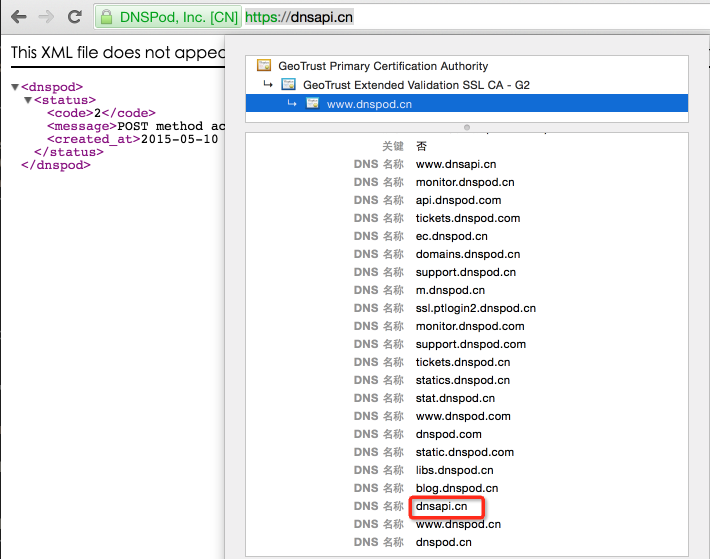 DNSPod, Inc. [CN] https://dnsapi.cn
This XML file does not appe
<dnspod>
<status>
<code>2</code>
<message>POST method ac
<created_at>2015-05-10
</status>
</dnspod>
GeoTrust Primary Certification Authority
GeoTrust Extended Validation SSL CA - G2
www.dnspod.cn
关键 否
DNS 名称 www.dnsapi.cn
DNS 名称 monitor.dnspod.cn
DNS 名称 api.dnspod.com
DNS 名称 tickets.dnspod.com
DNS 名称 ec.dnspod.cn
DNS 名称 domains.dnspod.cn
DNS 名称 support.dnspod.cn
DNS 名称 m.dnspod.cn
DNS 名称 ssl.ptlogin2.dnspod.cn
DNS 名称 monitor.dnspod.com
DNS 名称 support.dnspod.com
DNS 名称 tickets.dnspod.cn
DNS 名称 statics.dnspod.cn
DNS 名称 stat.dnspod.cn
DNS 名称 www.dnspod.com
DNS 名称 dnspod.com
DNS 名称 static.dnspod.com
DNS 名称 libs.dnspod.cn
DNS 名称 blog.dnspod.cn
DNS 名称 dnsapi.cn
DNS 名称 www.dnspod.cn
DNS 名称 dnspod.cn